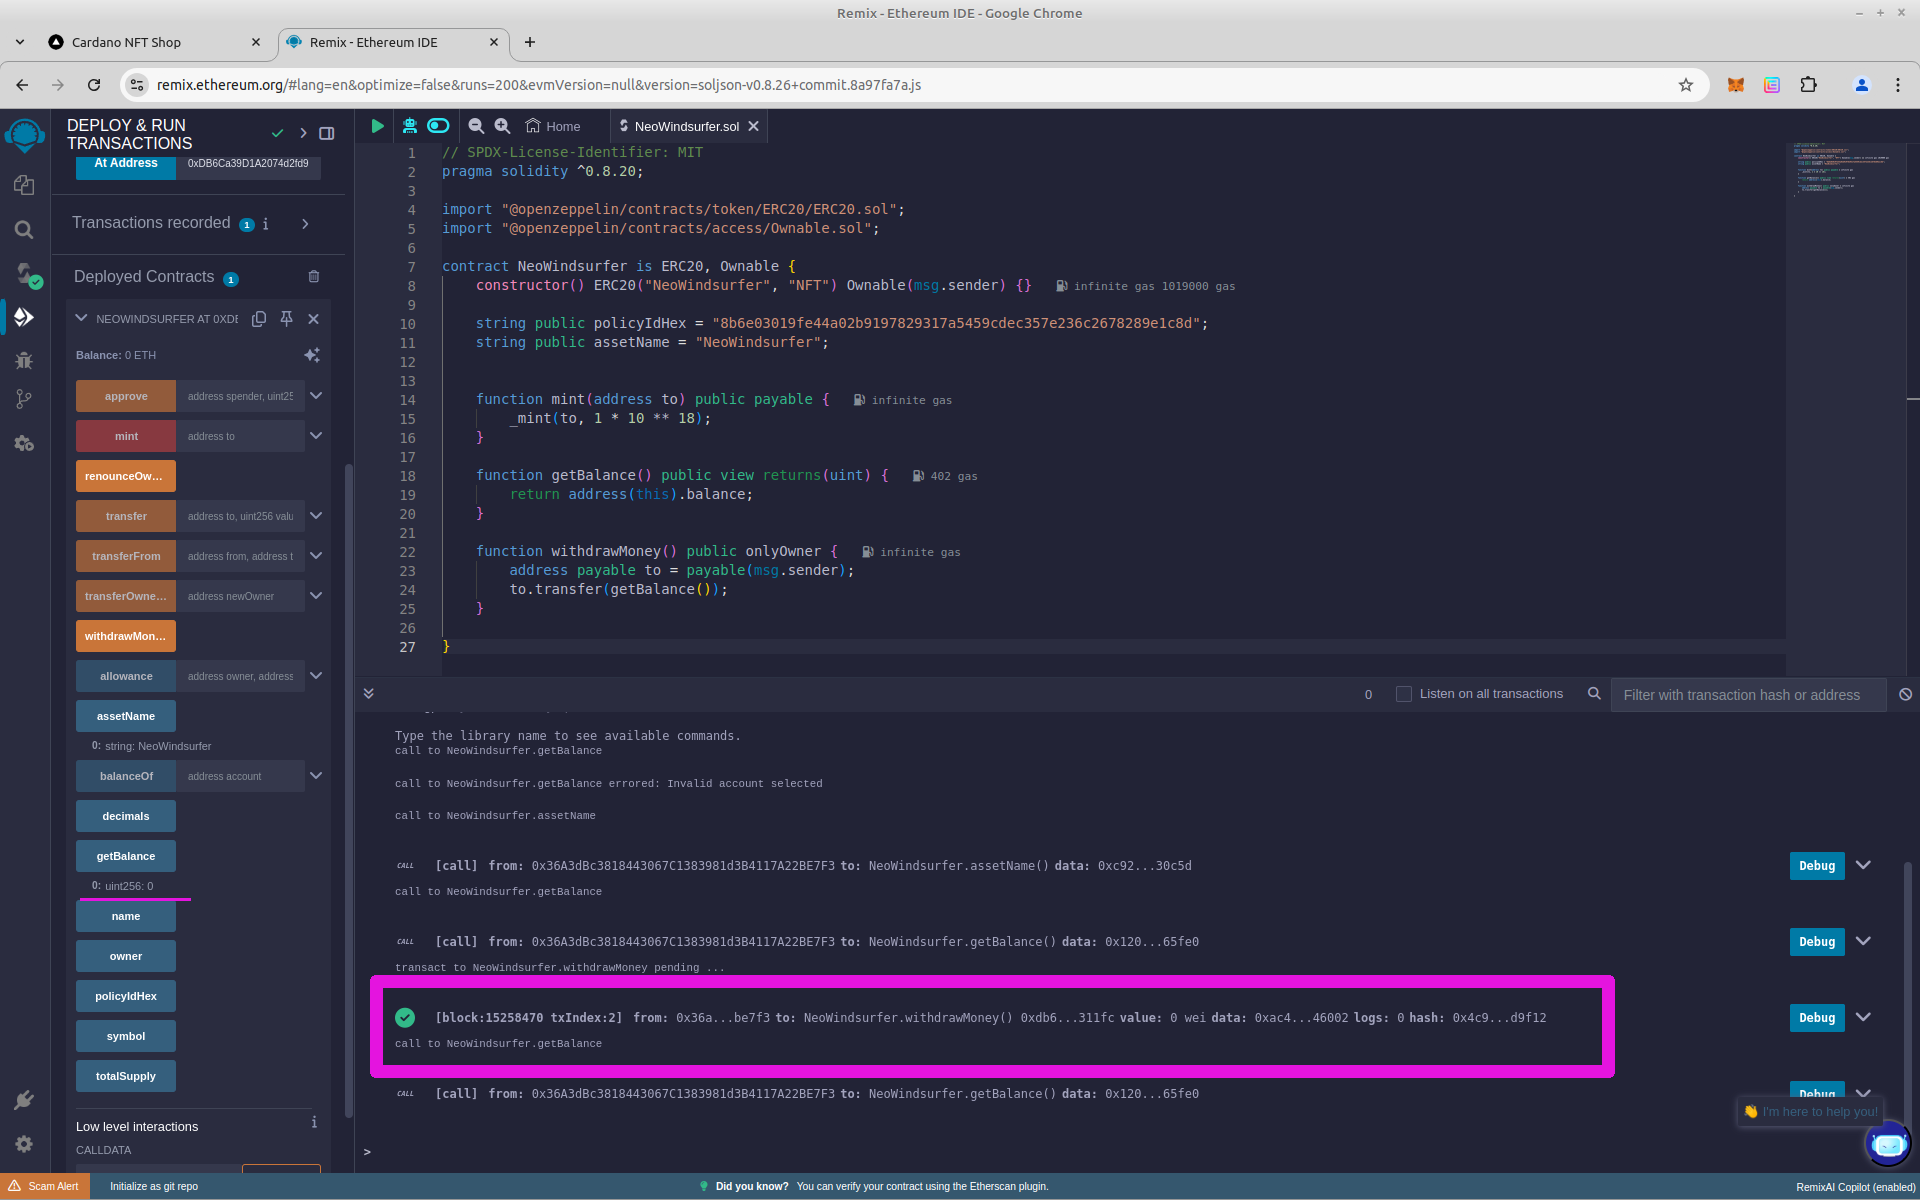 Remix - Ethereum IDE - Google Chrome
Cardano NFT Shop
Remix - Ethereum IDE
remix.ethereum.org/#lang=en&optimize=false&runs=200&evmVersion=null&version=soljson-v0.8.26+commit.8a97fa7a.js
DEPLOY & RUN
TRANSACTIONS
At Address 0xDB6Ca39D1A2074d2fd9
Transactions recorded 1 i
Deployed Contracts 1
NEOWINDSURFER AT 0XDE
Balance: 0 ETH
approve address spender, uint25
mint address to
renounceOw...
transfer address to, uint256 valu
transferFrom address from, address t
transferOwne... address newOwner
withdrawMon...
allowance address owner, address
assetName
0: string: NeoWindsurfer
balanceOf address account
decimals
getBalance
0: uint256: 0
name
owner
policyIdHex
symbol
totalSupply
Low level interactions i
CALLDATA
Home
NeoWindsurfer.sol
1 // SPDX-License-Identifier: MIT
2 pragma solidity ^0.8.20;
3
4 import "@openzeppelin/contracts/token/ERC20/ERC20.sol";
5 import "@openzeppelin/contracts/access/Ownable.sol";
6
7 contract NeoWindsurfer is ERC20, Ownable {
8 constructor() ERC20("NeoWindsurfer", "NFT") Ownable(msg.sender) {} infinite gas 1019000 gas
9
10 string public policyIdHex = "8b6e03019fe44a02b9197829317a5459cdec357e236c2678289e1c8d";
11 string public assetName = "NeoWindsurfer";
12
13
14 function mint(address to) public payable { infinite gas
15 _mint(to, 1 * 10 ** 18);
16 }
17
18 function getBalance() public view returns(uint) { 402 gas
19 return address(this).balance;
20 }
21
22 function withdrawMoney() public onlyOwner { infinite gas
23 address payable to = payable(msg.sender);
24 to.transfer(getBalance());
25 }
26
27 }
0 Listen on all transactions Filter with transaction hash or address
Type the library name to see available commands.
call to NeoWindsurfer.getBalance
call to NeoWindsurfer.getBalance errored: Invalid account selected
call to NeoWindsurfer.assetName
CALL [call] from: 0x36A3dBc3818443067C1383981d3B4117A22BE7F3 to: NeoWindsurfer.assetName() data: 0xc92...30c5d Debug
call to NeoWindsurfer.getBalance
CALL [call] from: 0x36A3dBc3818443067C1383981d3B4117A22BE7F3 to: NeoWindsurfer.getBalance() data: 0x120...65fe0 Debug
transact to NeoWindsurfer.withdrawMoney pending ...
[block:15258470 txIndex:2] from: 0x36a...be7f3 to: NeoWindsurfer.withdrawMoney() 0xdb6...311fc value: 0 wei data: 0xac4...46002 logs: 0 hash: 0x4c9...d9f12 Debug
call to NeoWindsurfer.getBalance
CALL [call] from: 0x36A3dBc3818443067C1383981d3B4117A22BE7F3 to: NeoWindsurfer.getBalance() data: 0x120...65fe0 Debug
👋 I'm here to help you!
>
Scam Alert
Initialize as git repo
Did you know? You can verify your contract using the Etherscan plugin.
RemixAI Copilot (enabled)